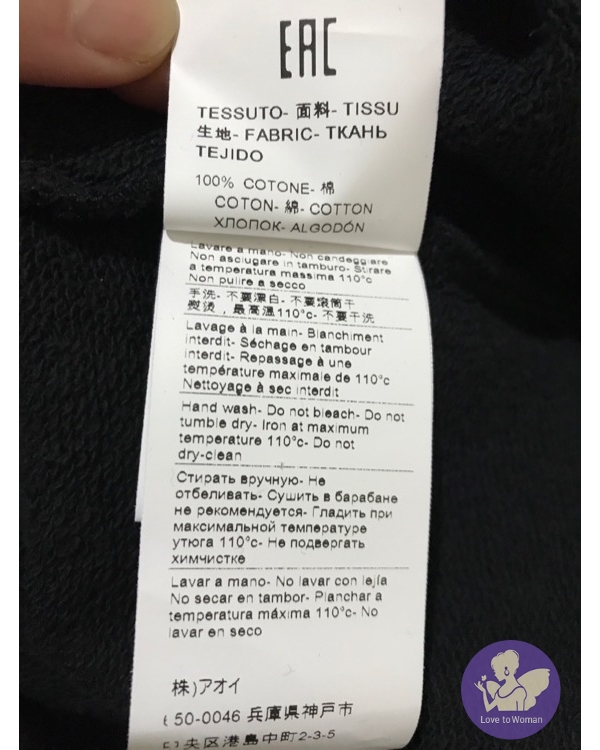 EAC
TESSUTO- 面料- TISSU
生地- FABRIC- ТКАНЬ
TEJIDO
100% COTONE- 棉
COTON- 綿- COTTON
ХЛОПОК- ALGODÓN
Lavare a mano- Non candeggiare
Non asciugare in tamburo- Stirare
a temperatura massima 110°c
Non pulire a secco
手洗- 不要漂白- 不要滾筒干
熨烫，最高温110°c- 不要干洗
Lavage à la main- Blanchiment
interdit- Séchage en tambour
interdit- Repassage à une
température maximale de 110°c
Nettoyage à sec interdit
Hand wash- Do not bleach- Do not
tumble dry- Iron at maximum
temperature 110°c- Do not
dry-clean
Стирать вручную- Не
отбеливать- Сушить в барабане
не рекомендуется- Гладить при
максимальной температуре
утюга 110°c- Не подвергать
химчистке
Lavar a mano- No lavar con lejía
No secar en tambor- Planchar a
temperatura máxima 110°c- No
lavar en seco
株)アオイ
50-0046 兵庫県神戸市
央区港島中町2-3-5
Love to Woman